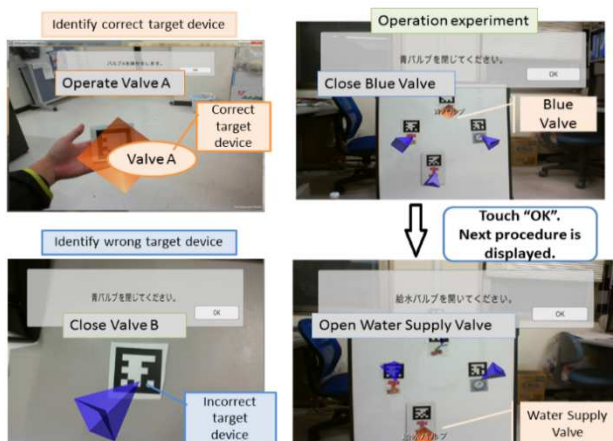 Identify correct target device
OK
Operate Valve A
Correct
target
device
Valve A
Identify wrong target device
青バルブを閉じてください。
OK
Close Valve B
Incorrect
target
device
Operation experiment
青バルブを閉じてください。
OK
Close Blue Valve
Blue
Valve
Touch “OK”.
Next procedure is
displayed.
給水バルブを開いてください。
OK
Open Water Supply Valve
Water Supply
Valve